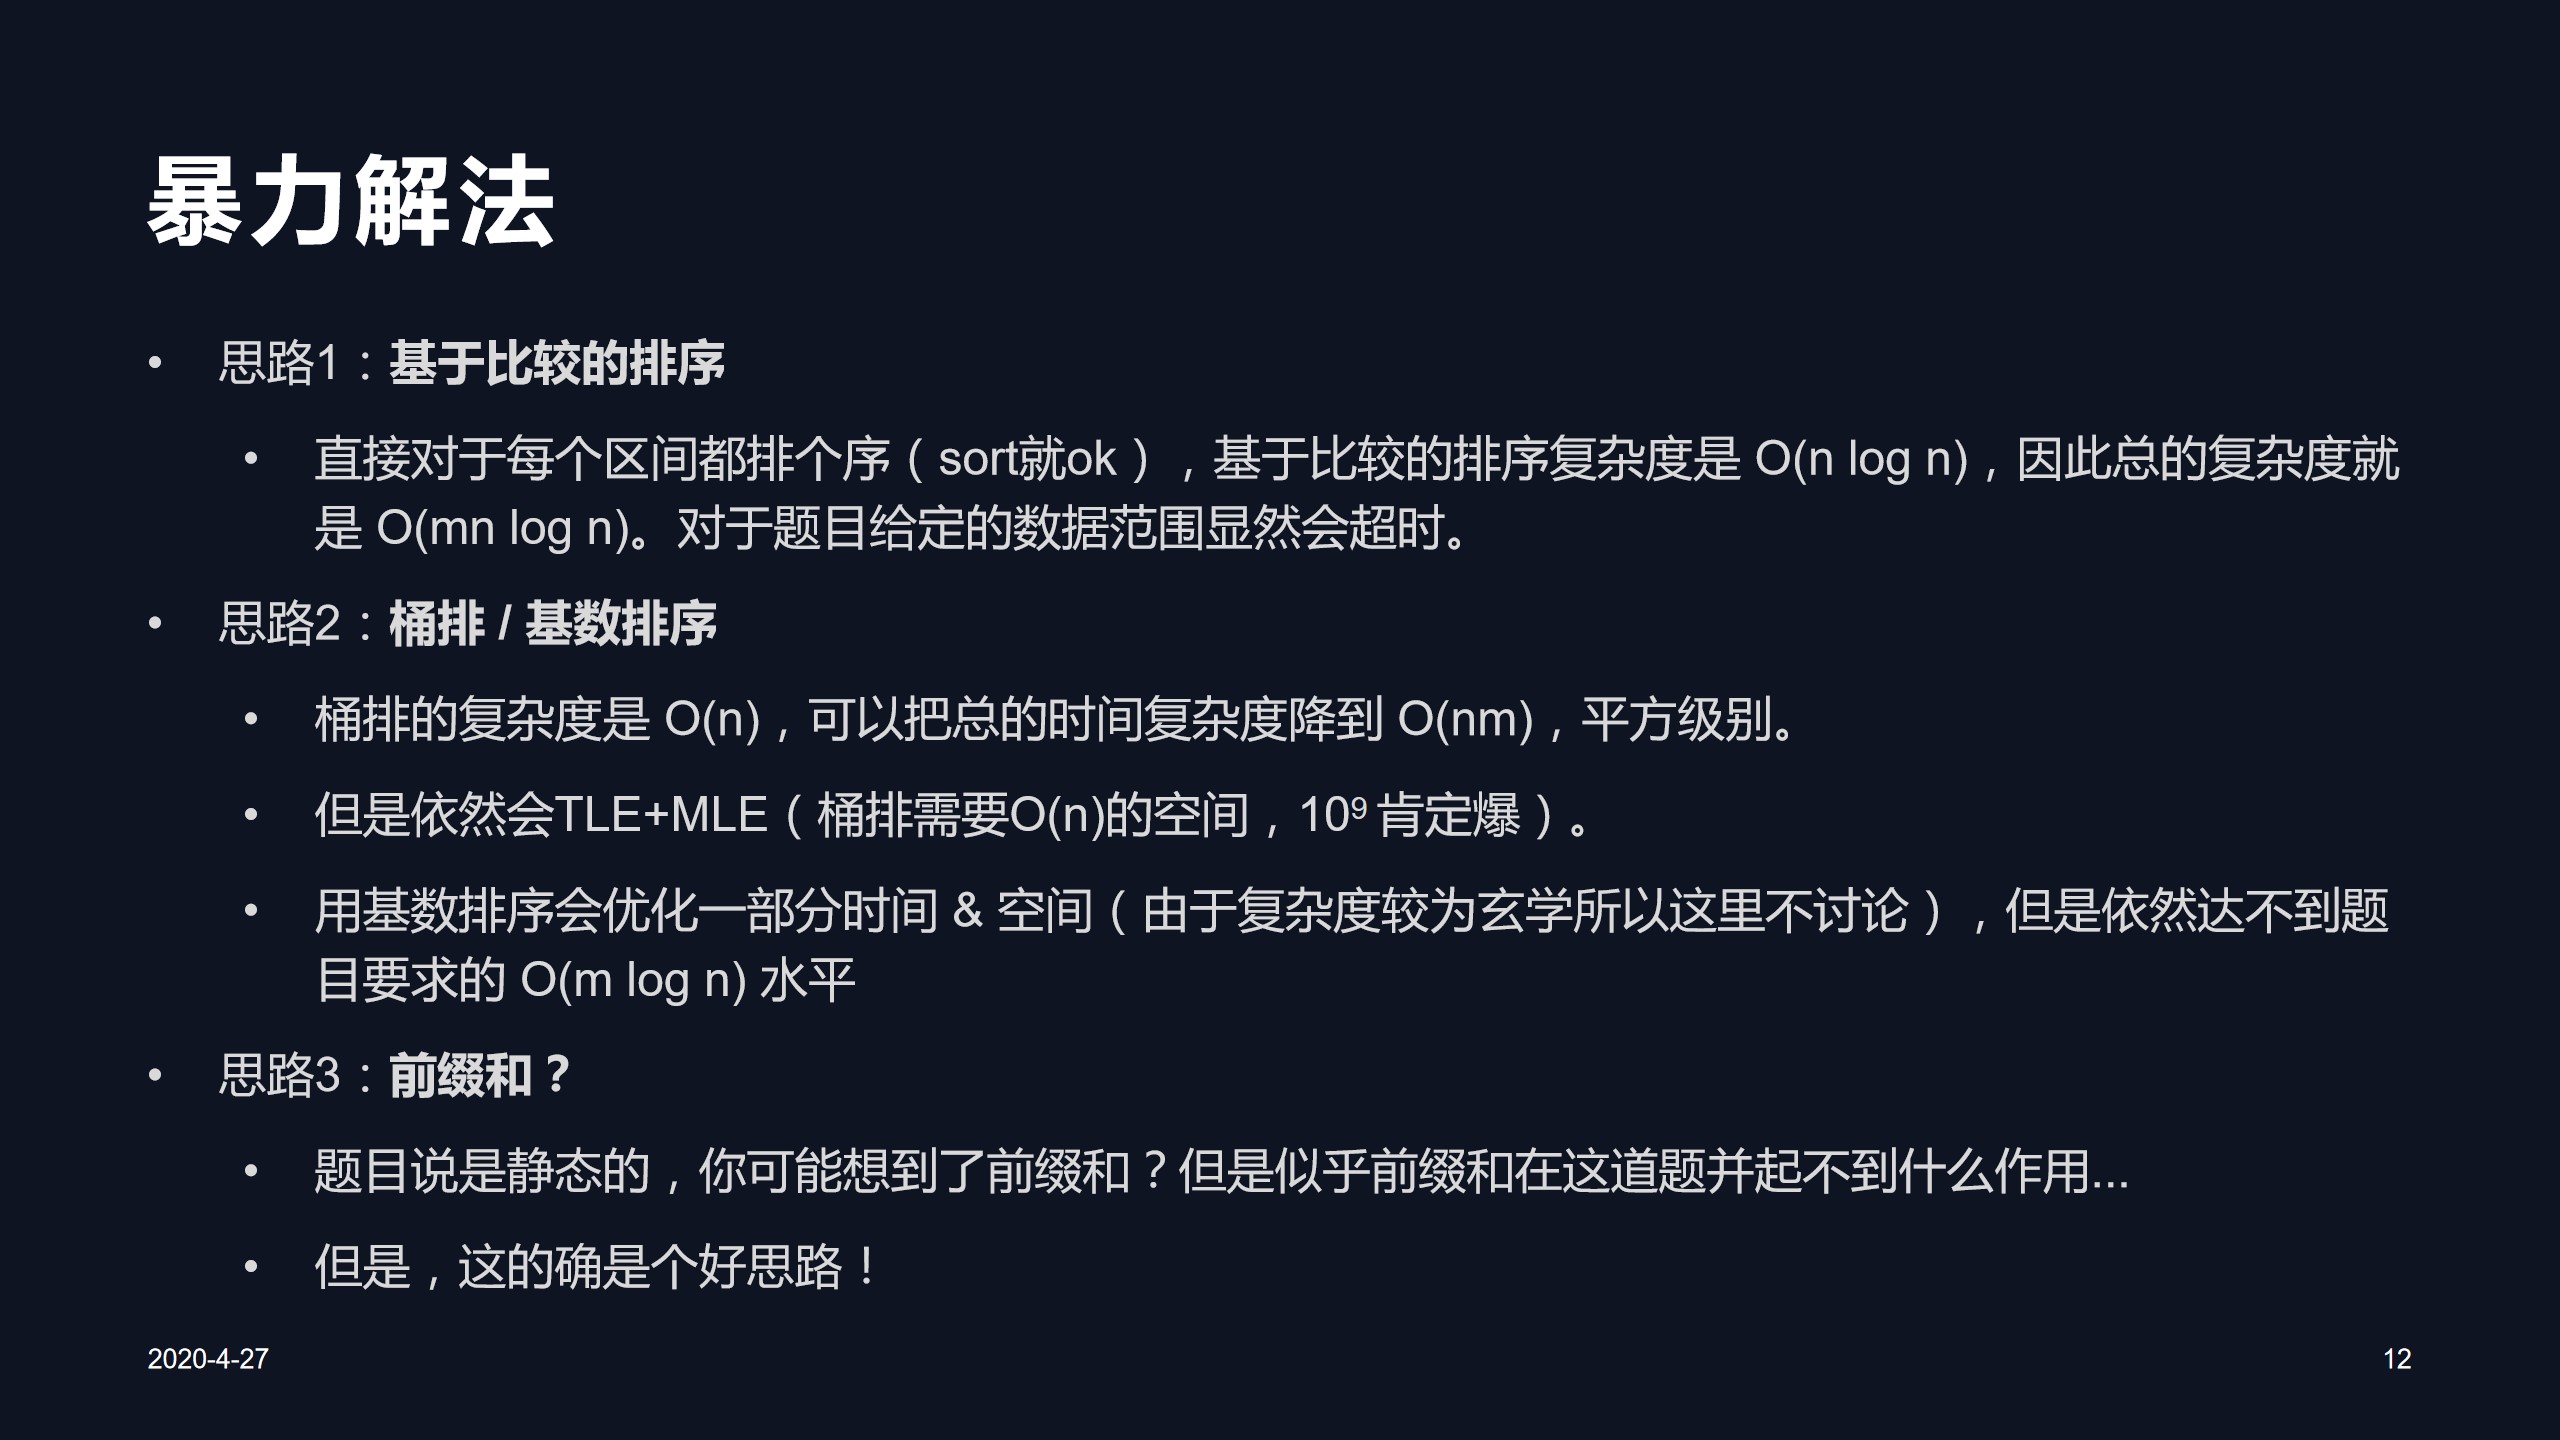 暴力解法
• 思路1：基于比较的排序
• 直接对于每个区间都排个序（sort就ok），基于比较的排序复杂度是 O(n log n)，因此总的复杂度就
是 O(mn log n)。对于题目给定的数据范围显然会超时。
• 思路2：桶排 / 基数排序
• 桶排的复杂度是 O(n)，可以把总的时间复杂度降到 O(nm)，平方级别。
• 但是依然会TLE+MLE（桶排需要O(n)的空间，10⁹ 肯定爆）。
• 用基数排序会优化一部分时间 & 空间（由于复杂度较为玄学所以这里不讨论），但是依然达不到题
目要求的 O(m log n) 水平
• 思路3：前缀和？
• 题目说是静态的，你可能想到了前缀和？但是似乎前缀和在这道题并起不到什么作用...
• 但是，这的确是个好思路！
2020-4-27
12